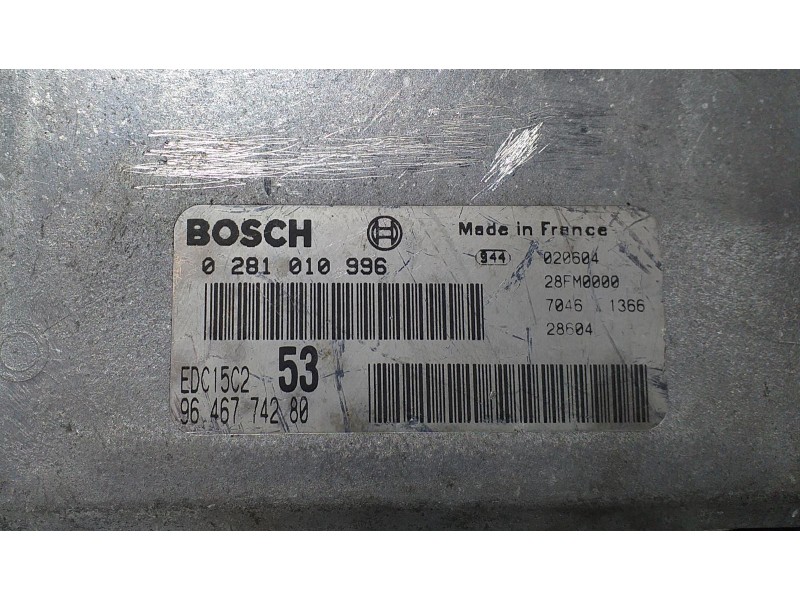 BOSCH Made in France
0 281 010 996 944 020604
28FM0000
7046 1366
28604
EDC15C2 53
96 467 742 80